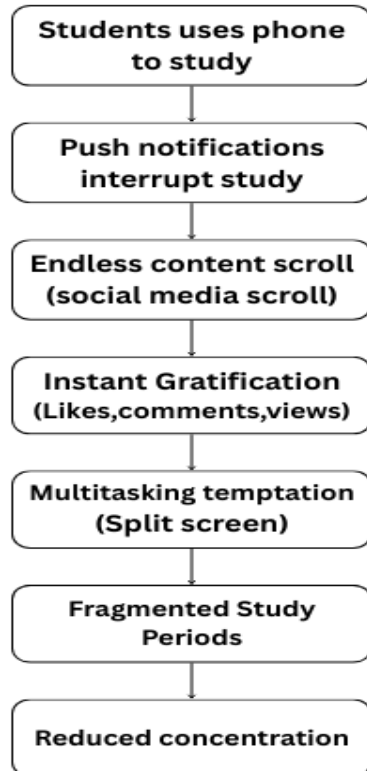 Students uses phone
to study
Push notifications
interrupt study
Endless content scroll
(social media scroll)
Instant Gratification
(Likes,comments,views)
Multitasking temptation
(Split screen)
Fragmented Study
Periods
Reduced concentration